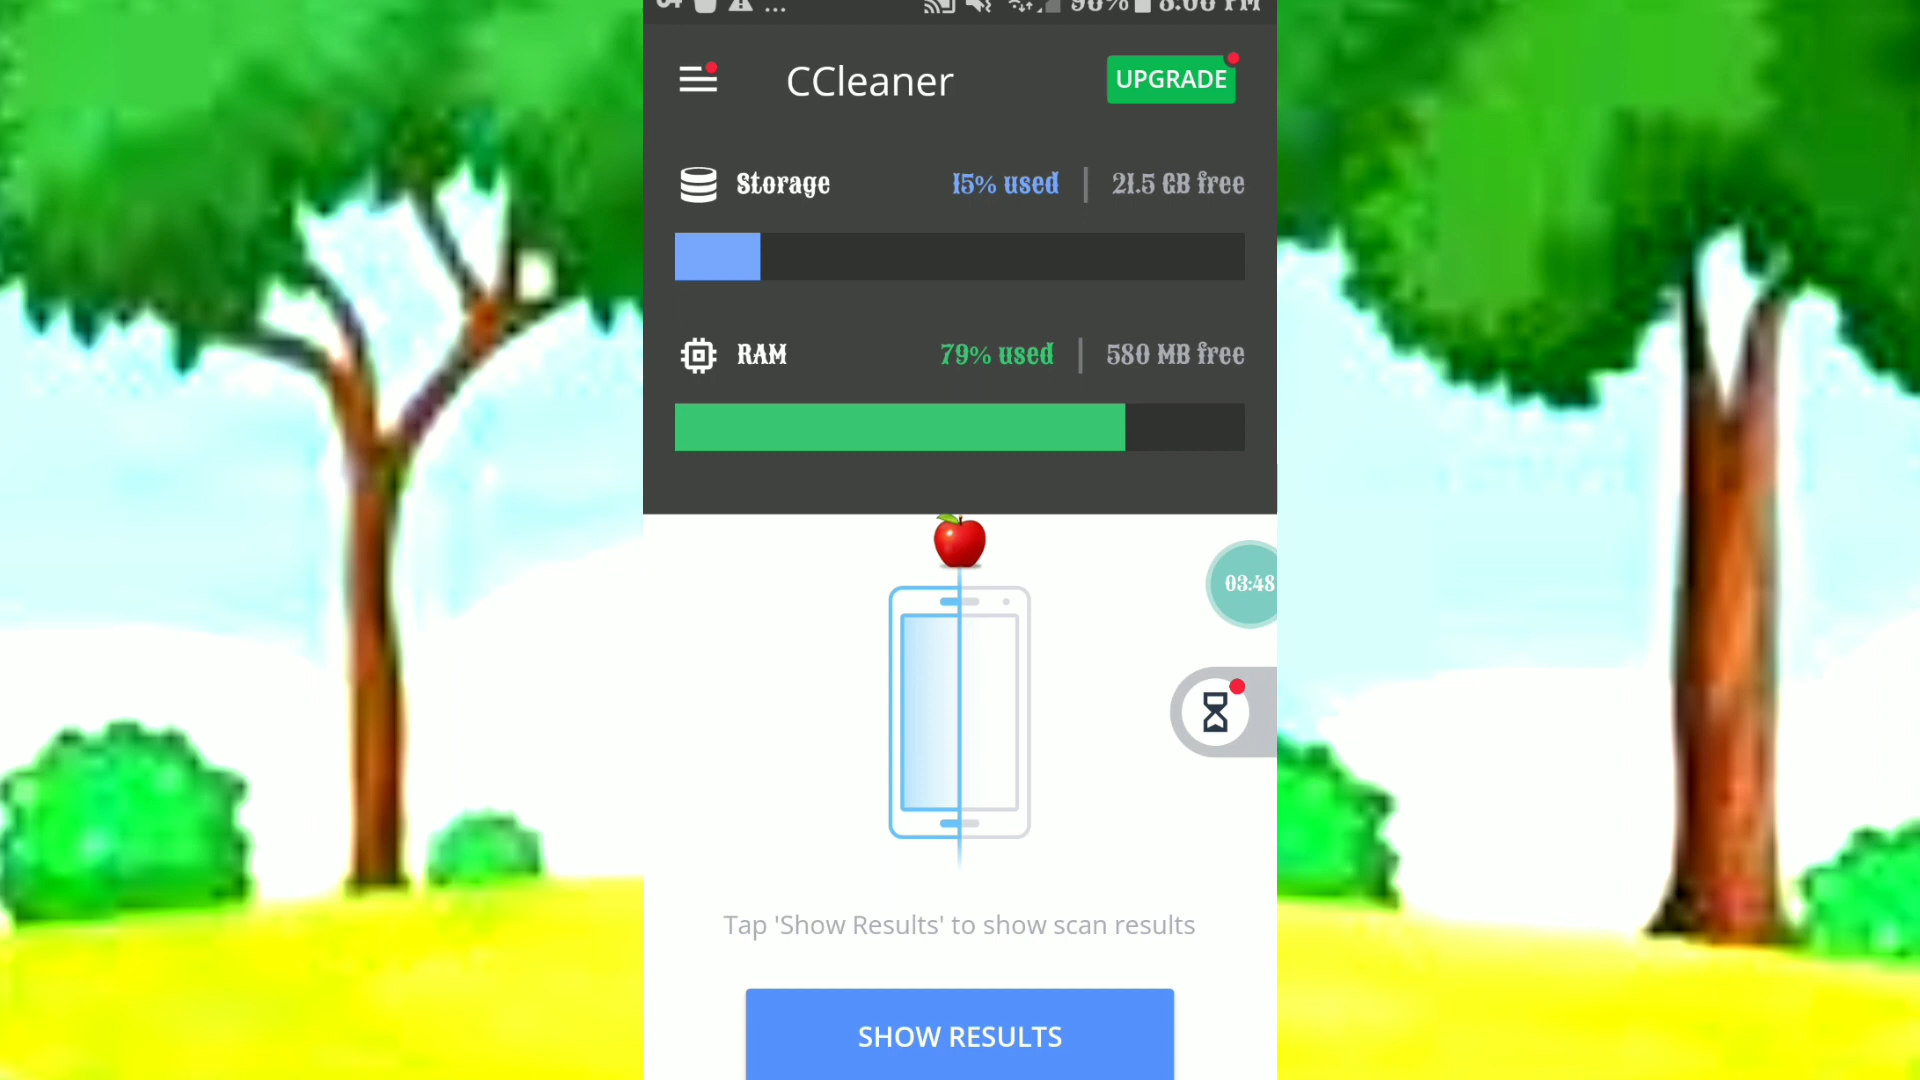 ...
CCleaner
UPGRADE
Storage 15% used | 21.5 GB free
RAM 79% used | 580 MB free
03:48
Tap 'Show Results' to show scan results
SHOW RESULTS